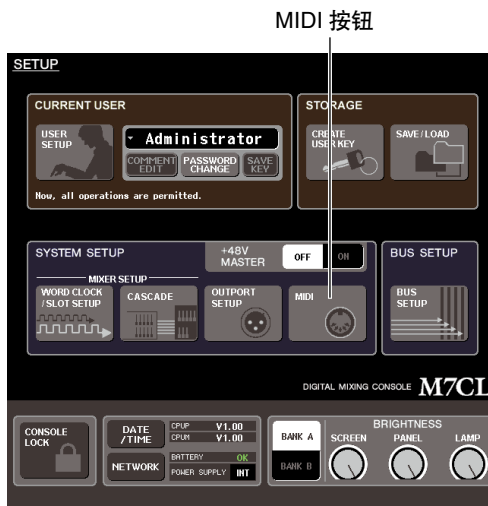 MIDI 按钮
SETUP
CURRENT USER
USER
SETUP
Administrator
COMMENT
EDIT
PASSWORD
CHANGE
SAVE
KEY
Now, all operations are permitted.
STORAGE
CREATE
USER KEY
SAVE/LOAD
SYSTEM SETUP
+48V
MASTER
OFF
ON
MIXER SETUP
WORD CLOCK
/SLOT SETUP
CASCADE
OUTPORT
SETUP
MIDI
BUS SETUP
BUS
SETUP
DIGITAL MIXING CONSOLE M7CL
CONSOLE
LOCK
DATE
/TIME
CPUP V1.00
CPUM V1.00
NETWORK
BATTERY OK
POWER SUPPLY INT
BANK A
BANK B
BRIGHTNESS
SCREEN
PANEL
LAMP